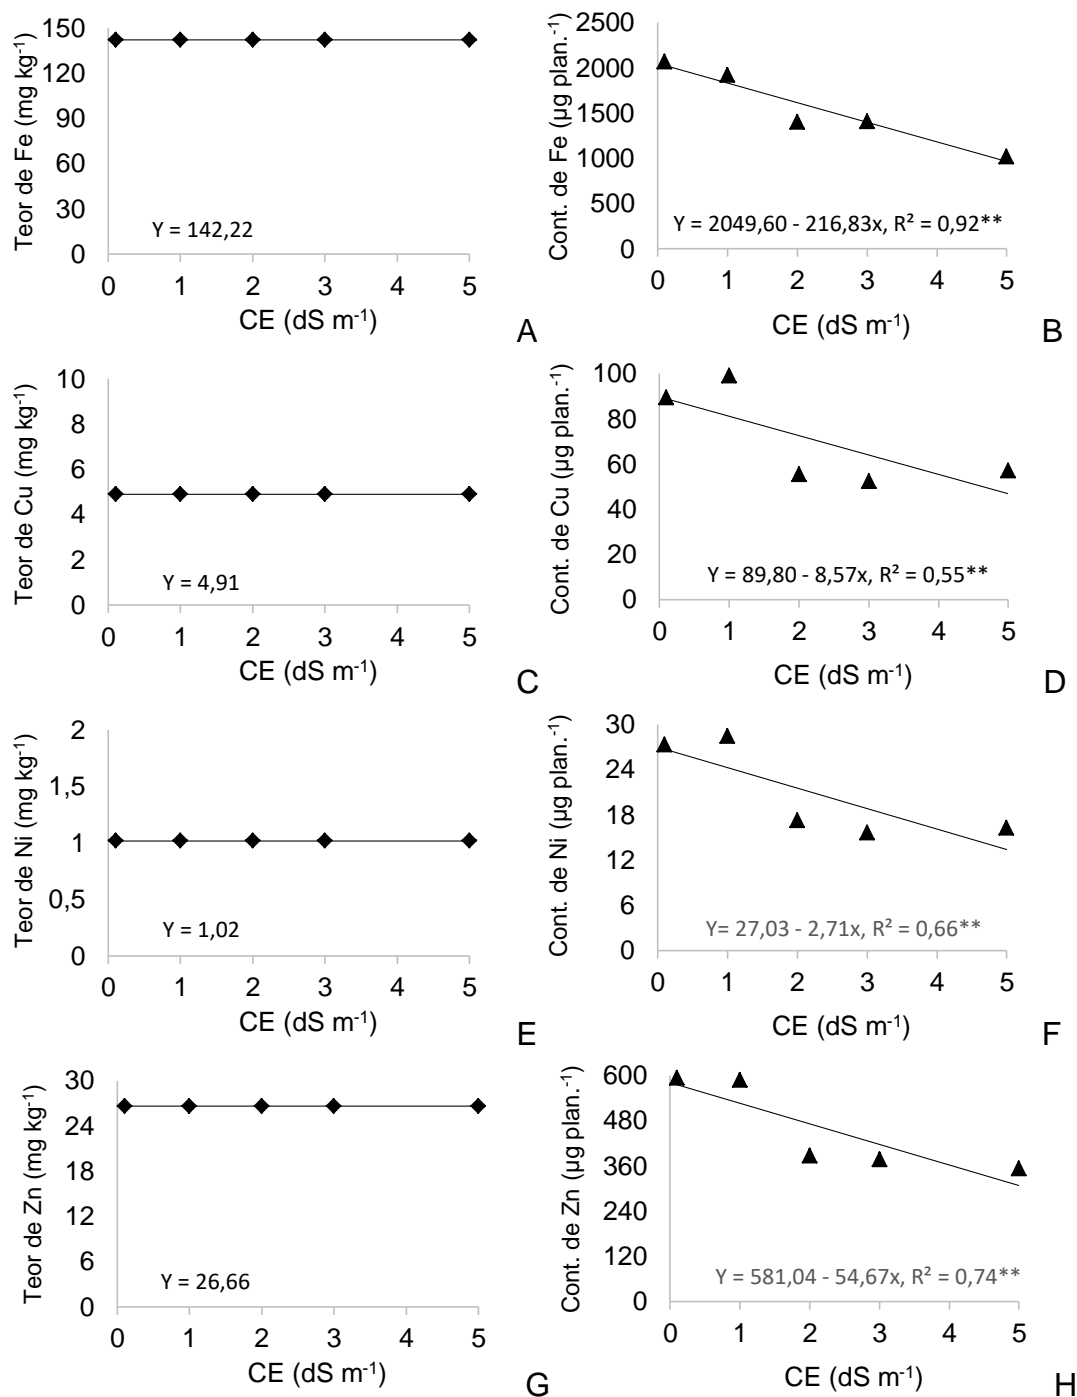 Teor de Fe (mg kg⁻¹)
150
120
90
60
30
0
Y = 142,22
0 1 2 3 4 5
CE (dS m⁻¹)
A
Cont. de Fe (µg plan.⁻¹)
2500
2000
1500
1000
500
0
Y = 2049,60 - 216,83x, R² = 0,92**
0 1 2 3 4 5
CE (dS m⁻¹)
B
Teor de Cu (mg kg⁻¹)
10
8
6
4
2
0
Y = 4,91
0 1 2 3 4 5
CE (dS m⁻¹)
C
Cont. de Cu (µg plan.⁻¹)
100
80
60
40
20
0
Y = 89,80 - 8,57x, R² = 0,55**
0 1 2 3 4 5
CE (dS m⁻¹)
D
Teor de Ni (mg kg⁻¹)
2
1,5
1
0,5
0
Y = 1,02
0 1 2 3 4 5
CE (dS m⁻¹)
E
Cont. de Ni (µg plan.⁻¹)
30
24
18
12
6
0
Y= 27,03 - 2,71x, R² = 0,66**
0 1 2 3 4 5
CE (dS m⁻¹)
F
Teor de Zn (mg kg⁻¹)
30
24
18
12
6
0
Y = 26,66
0 1 2 3 4 5
CE (dS m⁻¹)
G
Cont. de Zn (µg plan.⁻¹)
600
480
360
240
120
0
Y = 581,04 - 54,67x, R² = 0,74**
0 1 2 3 4 5
CE (dS m⁻¹)
H